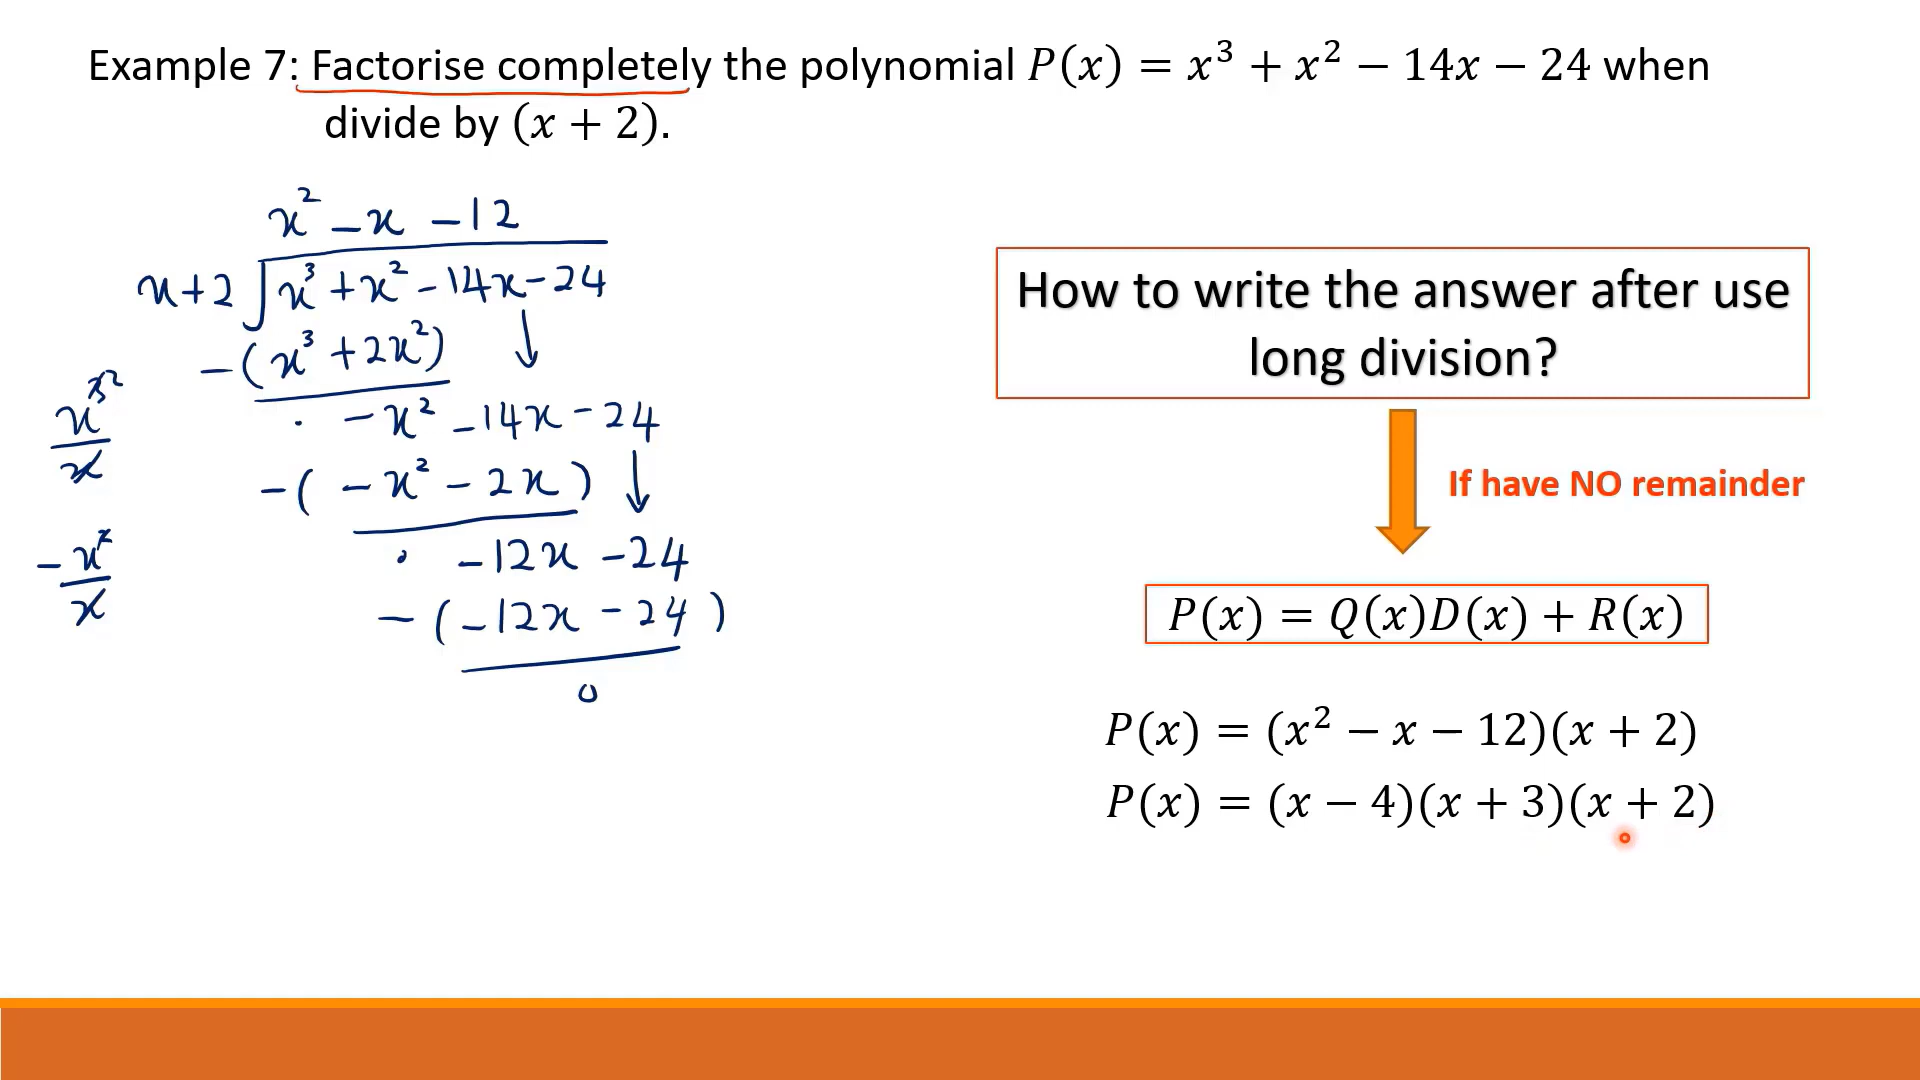 Example 7: Factorise completely the polynomial P(x) = x³ + x² − 14x − 24 when
divide by (x + 2).
x² − x − 12
x+2 √x³ + x² − 14x − 24
−(x³ + 2x²)
− x² − 14x − 24
−( − x² − 2x )
− 12x − 24
− ( − 12x − 24 )
0
x³²
x
− x²
x
How to write the answer after use
long division?
If have NO remainder
P(x) = Q(x)D(x) + R(x)
P(x) = (x² − x − 12)(x + 2)
P(x) = (x − 4)(x + 3)(x + 2)